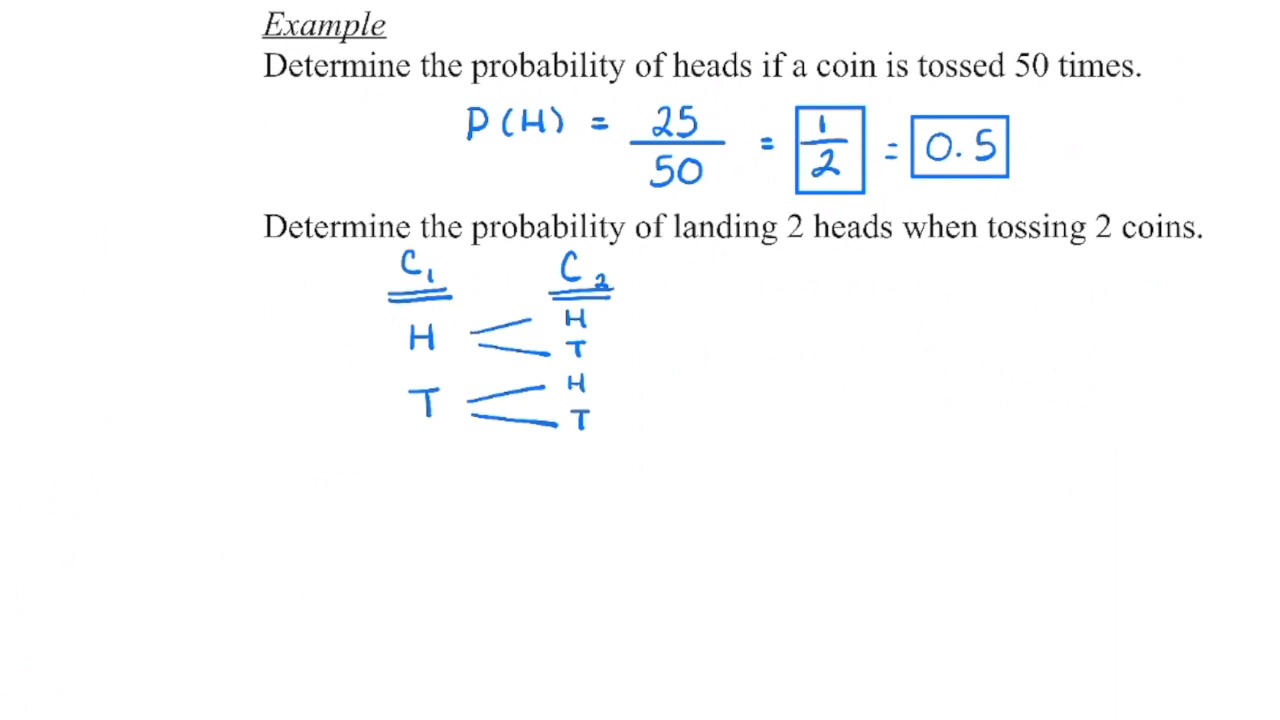 Example
Determine the probability of heads if a coin is tossed 50 times.
P(H) = 25/50 = 1/2 = 0.5
Determine the probability of landing 2 heads when tossing 2 coins.
C₁ C₂
H
H
T
T
H
T